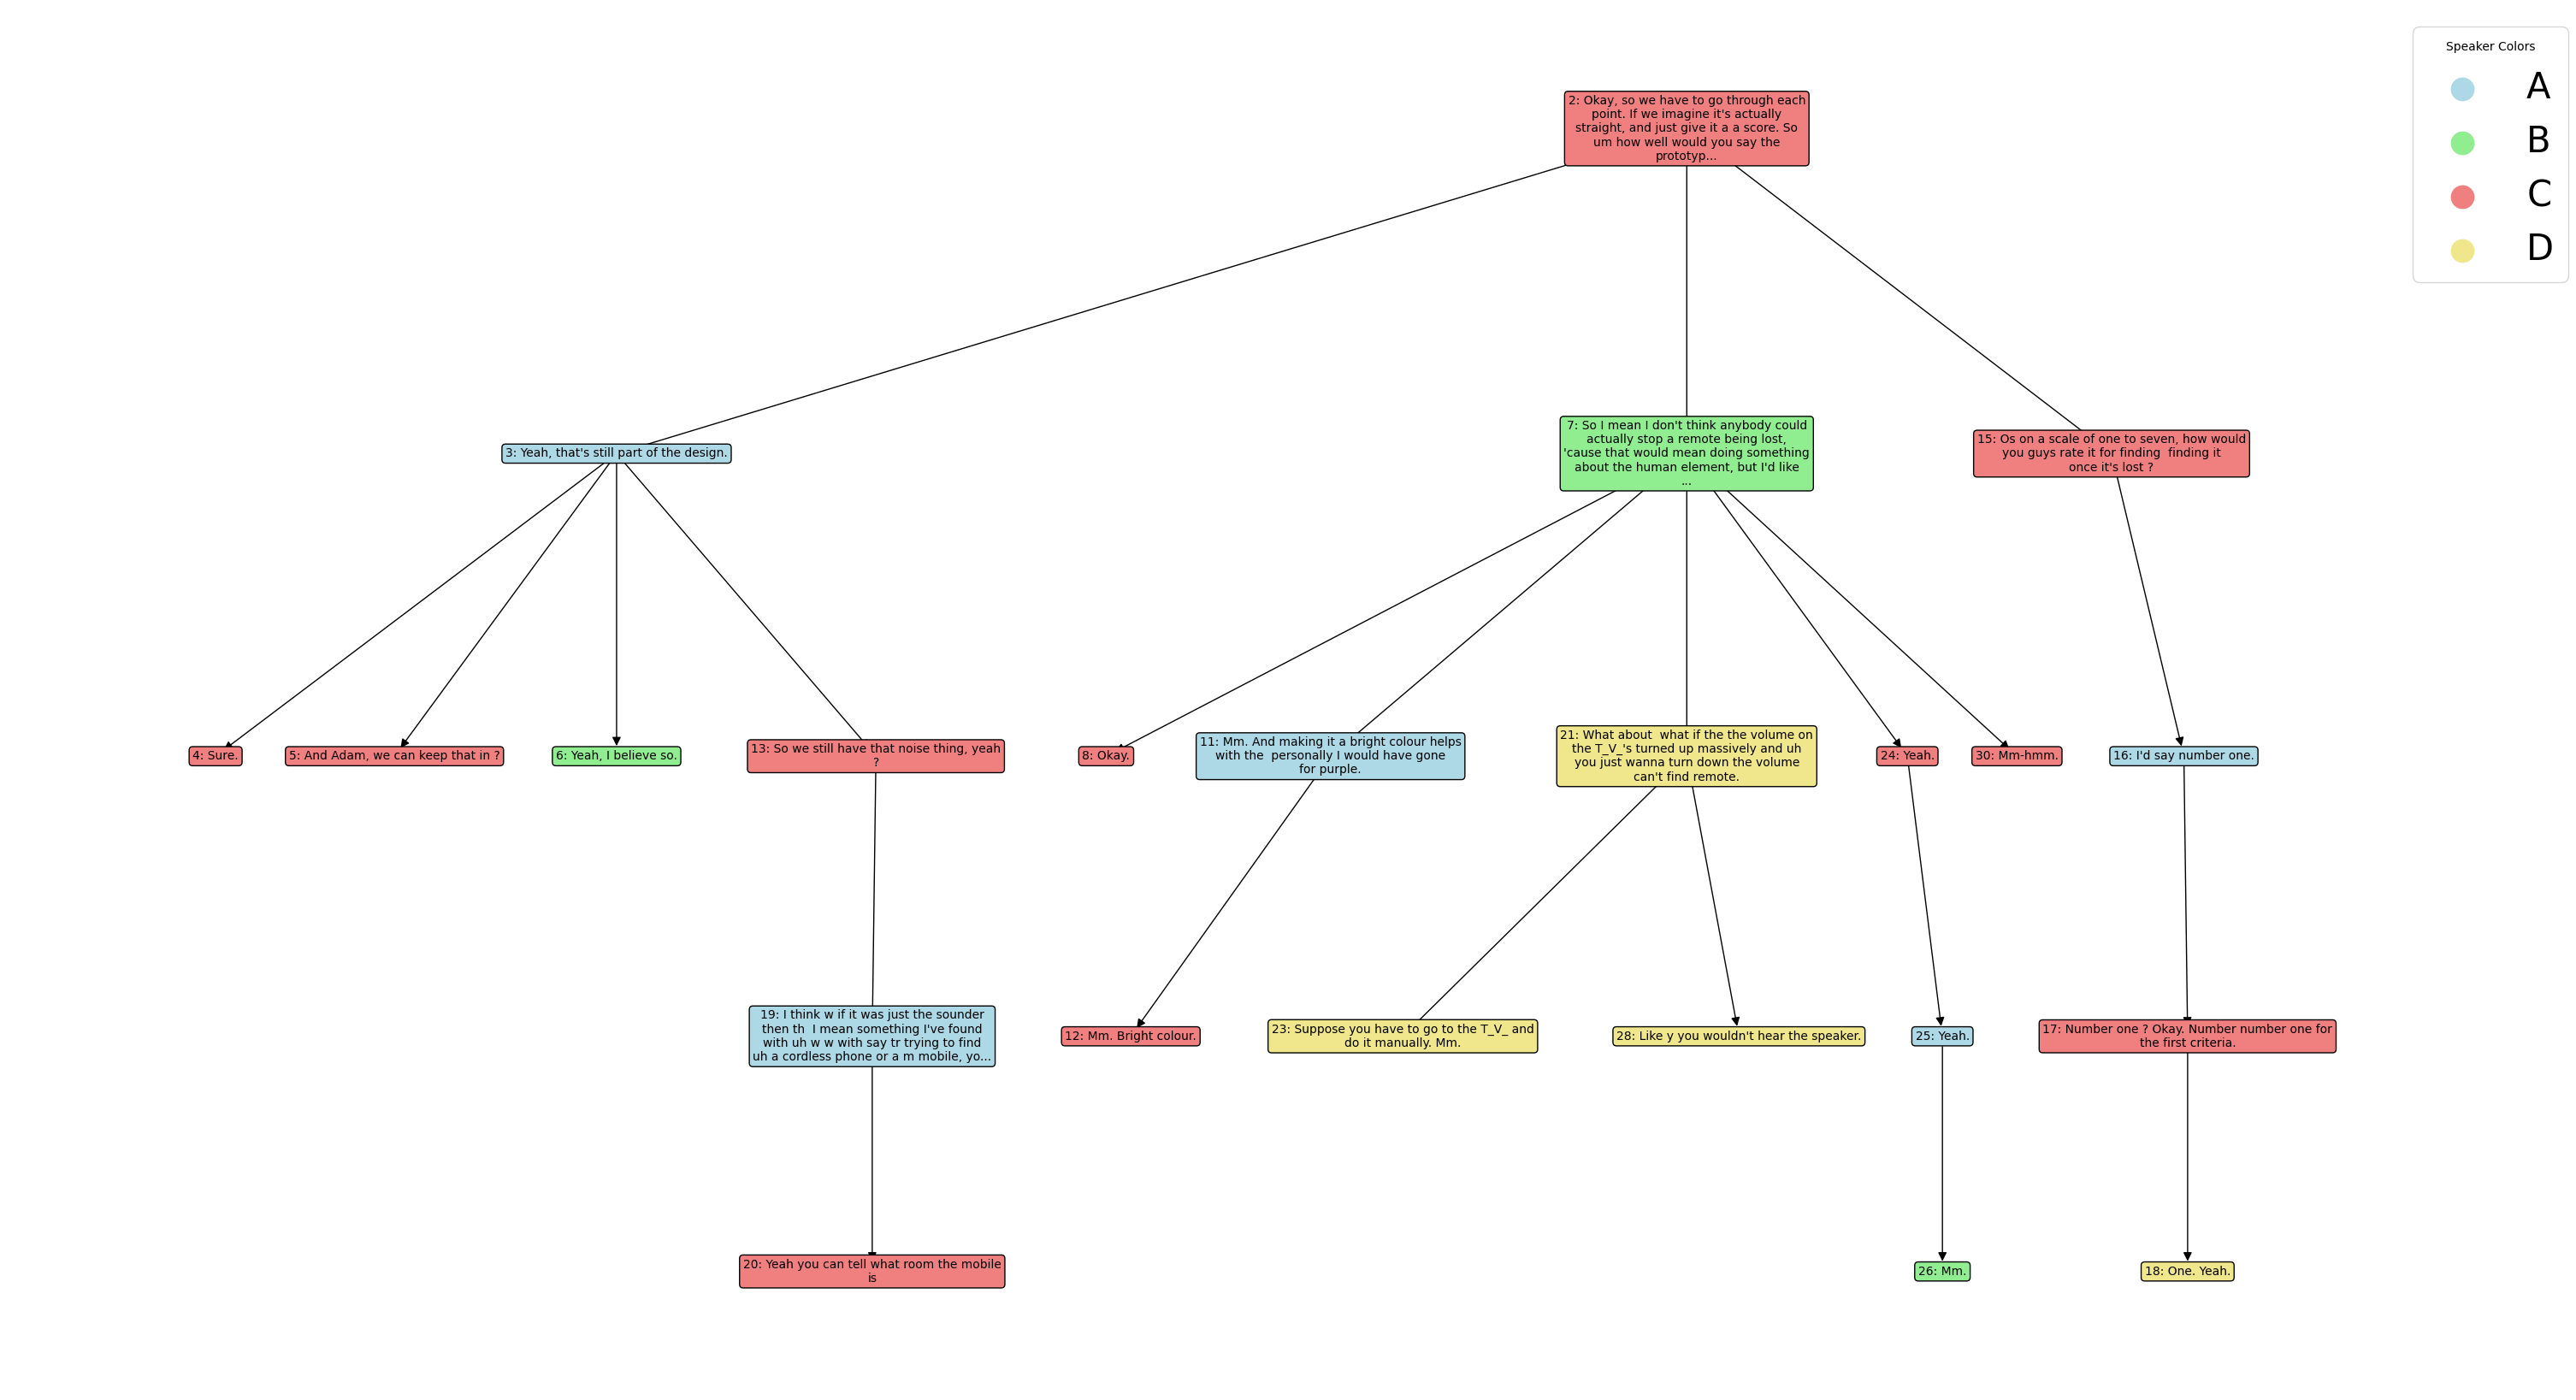 Speaker Colors
A
B
C
D
2: Okay, so we have to go through each
point. If we imagine it's actually
straight, and just give it a a score. So
um how well would you say the
prototyp...
3: Yeah, that's still part of the design.
7: So I mean I don't think anybody could
actually stop a remote being lost,
'cause that would mean doing something
about the human element, but I'd like
...
15: Os on a scale of one to seven, how would
you guys rate it for finding  finding it
once it's lost ?
4: Sure.
5: And Adam, we can keep that in ?
6: Yeah, I believe so.
13: So we still have that noise thing, yeah
?
8: Okay.
11: Mm. And making it a bright colour helps
with the  personally I would have gone
for purple.
21: What about  what if the the volume on
the T_V_'s turned up massively and uh
you just wanna turn down the volume
can't find remote.
24: Yeah.
30: Mm-hmm.
16: I'd say number one.
19: I think w if it was just the sounder
then th  I mean something I've found
with uh w w with say tr trying to find
uh a cordless phone or a m mobile, yo...
12: Mm. Bright colour.
23: Suppose you have to go to the T_V_ and
do it manually. Mm.
28: Like y you wouldn't hear the speaker.
25: Yeah.
17: Number one ? Okay. Number number one for
the first criteria.
20: Yeah you can tell what room the mobile
is
26: Mm.
18: One. Yeah.